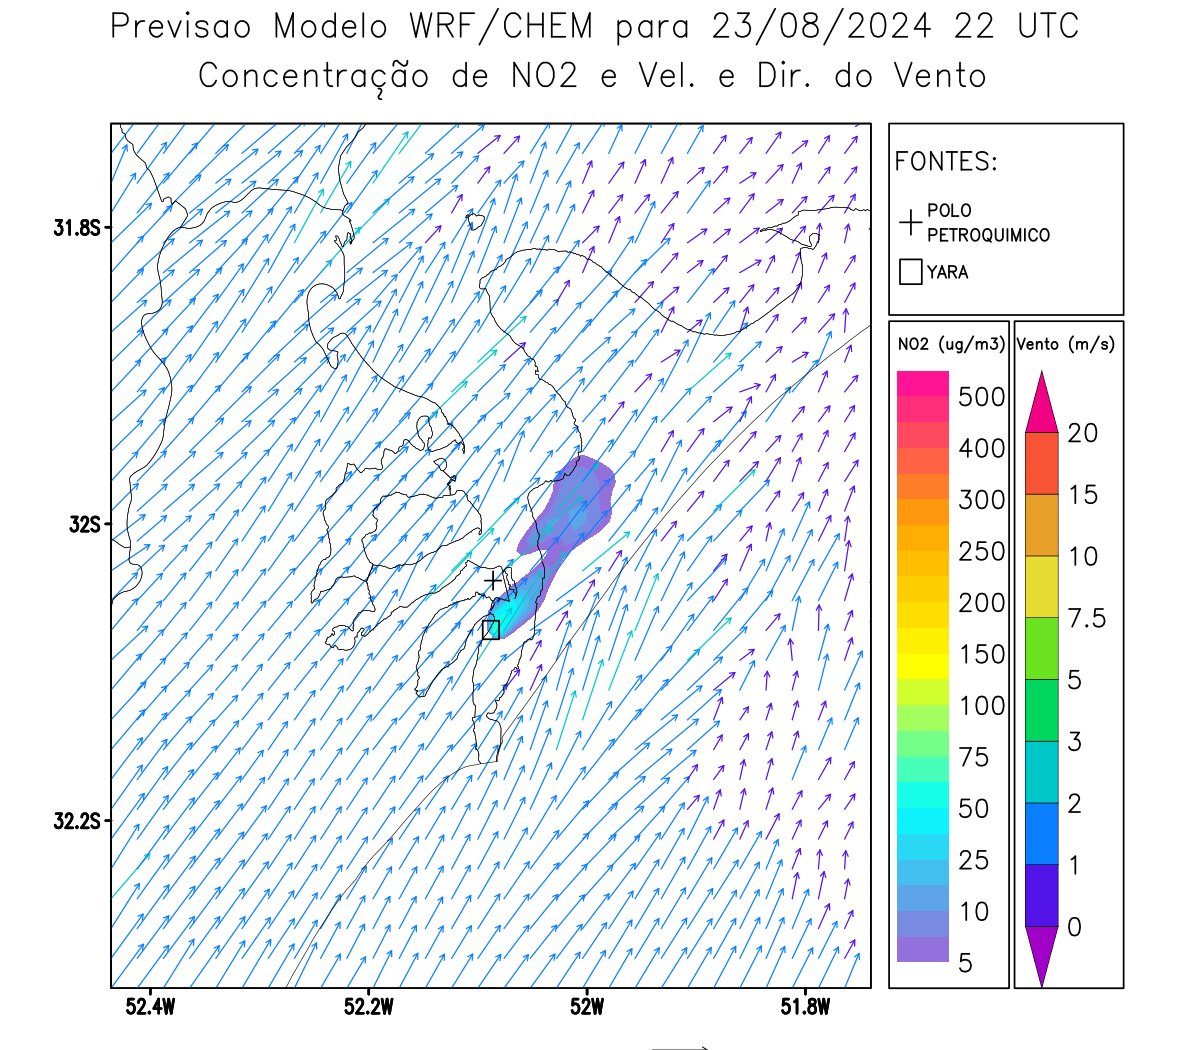 Previsao Modelo WRF/CHEM para 23/08/2024 22 UTC
Concentração de NO2 e Vel. e Dir. do Vento
FONTES:
POLO
PETROQUIMICO
YARA
NO2 (ug/m3)
500
400
300
250
200
150
100
75
50
25
10
5
Vento (m/s)
20
15
10
7.5
5
3
2
1
0
31.8S
32S
32.2S
52.4W
52.2W
52W
51.8W